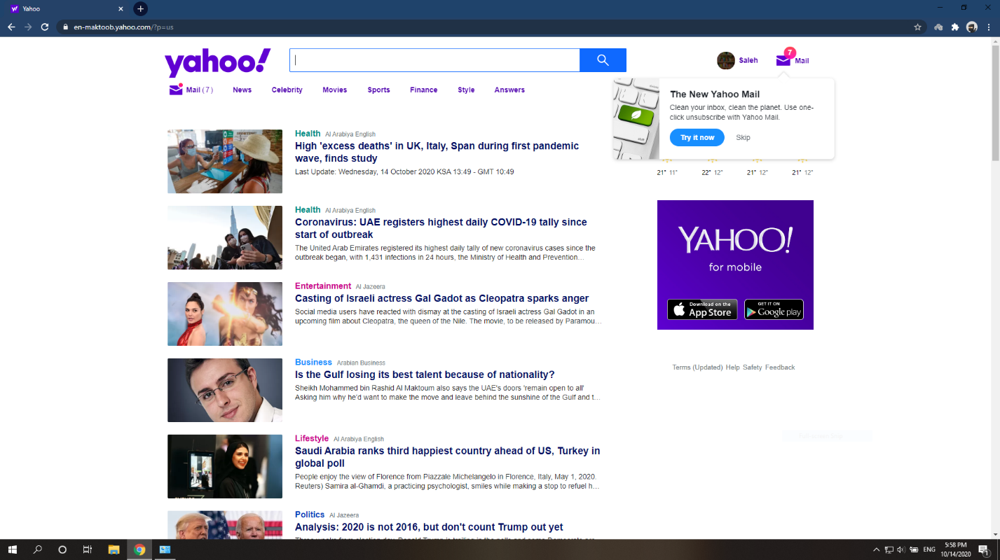 Yahoo
en-maktoob.yahoo.com/?p=us
yahoo!
Saleh
7
Mail
Mail (7)
News
Celebrity
Movies
Sports
Finance
Style
Answers
The New Yahoo Mail
Clean your inbox, clean the planet. Use one-
click unsubscribe with Yahoo Mail.
Try it now
Skip
21° 11°
22° 12°
21° 12°
21° 12°
Health Al Arabiya English
High 'excess deaths' in UK, Italy, Span during first pandemic
wave, finds study
Last Update: Wednesday, 14 October 2020 KSA 13:49 - GMT 10:49
Health Al Arabiya English
Coronavirus: UAE registers highest daily COVID-19 tally since
start of outbreak
The United Arab Emirates registered its highest daily tally of new coronavirus cases since the
outbreak began, with 1,431 infections in 24 hours, the Ministry of Health and Prevention…
Entertainment Al Jazeera
Casting of Israeli actress Gal Gadot as Cleopatra sparks anger
Social media users have reacted with dismay at the casting of Israeli actress Gal Gadot in an
upcoming film about Cleopatra, the queen of the Nile. The movie, to be released by Paramou…
Business Arabian Business
Is the Gulf losing its best talent because of nationality?
Sheikh Mohammed bin Rashid Al Maktoum also says the UAE's doors 'remain open to all'
Asking him why he'd want to make the move and leave behind the sunshine of the Gulf and t…
Lifestyle Al Arabiya English
Saudi Arabia ranks third happiest country ahead of US, Turkey in
global poll
People enjoy the view of Florence from Piazzale Michelangelo in Florence, Italy, May 1, 2020.
Reuters) Samira al-Ghamdi, a practicing psychologist, smiles while making a stop to refuel h…
Politics Al Jazeera
Analysis: 2020 is not 2016, but don't count Trump out yet
YAHOO!
for mobile
Download on the
App Store
GET IT ON
Google play
Terms (Updated) Help Safety Feedback
ENG
5:58 PM
10/14/2020
1